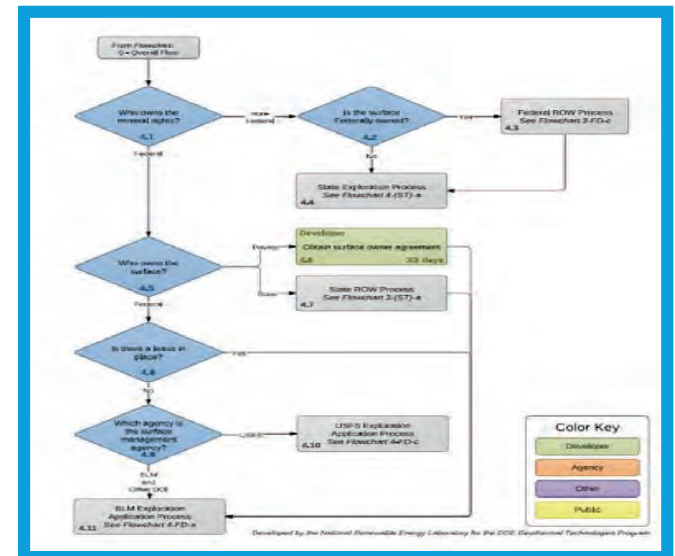 From Flowchart:
0 - Overall Flow
Who owns the
mineral rights?
4.1
Non-
Federal
Is the surface
Federally owned?
4.2
Yes
Federal ROW Process
See Flowchart 3-FD-c
4.3
Federal
No
State Exploration Process
See Flowchart 4-(ST)-a
4.4
Who owns the
surface?
4.5
Private
Developer
Obtain surface owner agreement
4.6
days
State
State ROW Process
See Flowchart 3-(ST)-a
4.7
Federal
Is there a lease in
place?
4.8
Yes
No
Which agency is
the surface
management
agency?
4.9
USFS
USFS Exploration
Application Process
See Flowchart 4-FD-c
4.10
BLM
and
Other
BLM Exploration
Application Process
See Flowchart 4-FD-a
4.11
Color Key
Developer
Agency
Other
Public
Developed by the National Renewable Energy Laboratory for the DOE Geothermal Technologies Program